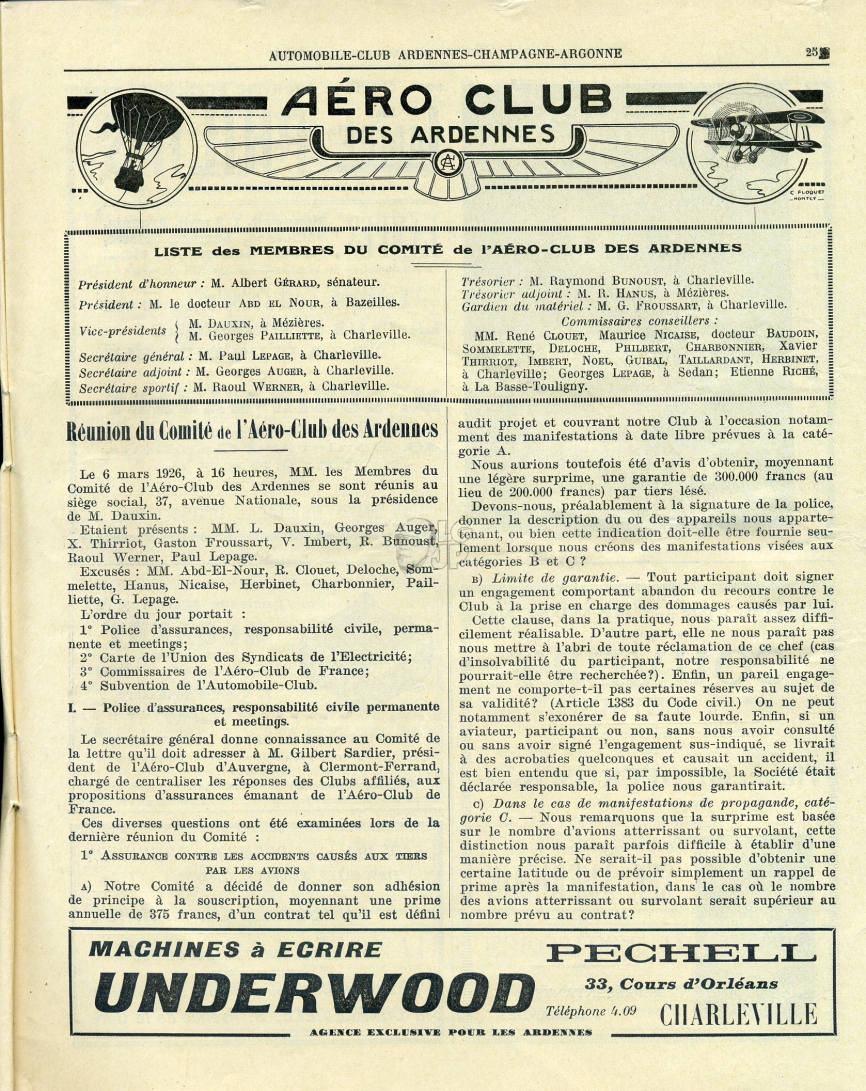 AUTOMOBILE-CLUB ARDENNES-CHAMPAGNE-ARGONNE
AÉRO CLUB
DES ARDENNES
C FLOQUET
LISTE des MEMBRES DU COMITÉ de l'AÉRO-CLUB DES ARDENNES
Président d'honneur : M. Albert GÉRARD, sénateur.
Président : M. le docteur ABD EL NOUR, à Bazeilles.
Vice-présidents { M. DAUXIN, à Mézières.
M. Georges PAILLIETTE, à Charleville.
Secrétaire général : M. Paul LEPAGE, à Charleville.
Secrétaire adjoint : M. Georges AUGER, à Charleville.
Secrétaire sportif : M. Raoul WERNER, à Charleville.
Trésorier : M. Raymond BUNOUST, à Charleville.
Trésorier adjoint : M. R. HANUS, à Mézières.
Gardien du matériel : M. G. FROUSSART, à Charleville.
Commissaires conseillers :
MM. René CLOUET, Maurice NICAISE, docteur BAUDOIN,
SOMMELETTE, DELOCHE, PHILBERT, CHARBONNIER, Xavier
THIRRIOT, IMBERT, NOEL, GUIBAL, TAILLARDANT, HERBINET,
à Charleville; Georges LEPAGE, à Sedan; Etienne RICHÉ,
à La Basse-Touligny.
Réunion du Comité de l'Aéro-Club des Ardennes
Le 6 mars 1926, à 16 heures, MM. les Membres du
Comité de l'Aéro-Club des Ardennes se sont réunis au
siège social, 37, avenue Nationale, sous la présidence
de M. Dauxin.
Etaient présents : MM. L. Dauxin, Georges Auger,
X. Thirriot, Gaston Froussart, V. Imbert, R. Bunoust,
Raoul Werner, Paul Lepage.
Excusés : MM. Abd-El-Nour, R. Clouet, Deloche, Som-
melette, Hanus, Nicaise, Herbinet, Charbonnier, Pail-
liette, G. Lepage.
L'ordre du jour portait :
1° Police d'assurances, responsabilité civile, perma-
nente et meetings;
2° Carte de l'Union des Syndicats de l'Electricité;
3° Commissaires de l'Aéro-Club de France;
4° Subvention de l'Automobile-Club.
I. — Police d'assurances, responsabilité civile permanente
et meetings.
Le secrétaire général donne connaissance au Comité de
la lettre qu'il doit adresser à M. Gilbert Sardier, prési-
dent de l'Aéro-Club d'Auvergne, à Clermont-Ferrand,
chargé de centraliser les réponses des Clubs affiliés, aux
propositions d'assurances émanant de l'Aéro-Club de
France.
Ces diverses questions ont été examinées lors de la
dernière réunion du Comité :
1° ASSURANCE CONTRE LES ACCIDENTS CAUSÉS AUX TIERS
PAR LES AVIONS
A) Notre Comité a décidé de donner son adhésion
de principe à la souscription, moyennant une prime
annuelle de 375 francs, d'un contrat tel qu'il est défini
audit projet et couvrant notre Club à l'occasion notam-
ment des manifestations à date libre prévues à la caté-
gorie A.
Nous aurions toutefois été d'avis d'obtenir, moyennant
une légère surprise, une garantie de 300.000 francs (au
lieu de 200.000 francs) par tiers lésé.
Devons-nous, préalablement à la signature de la police,
donner la description du ou des appareils nous apparte-
tenant, ou bien cette indication doit-elle être fournie seu-
lement lorsque nous créons des manifestations visées aux
catégories B et C ?
B) Limite de garantie. — Tout participant doit signer
un engagement comportant abandon du recours contre le
Club à la prise en charge des dommages causés par lui.
Cette clause, dans la pratique, nous paraît assez diffi-
cilement réalisable. D'autre part, elle ne nous paraît pas
nous mettre à l'abri de toute réclamation de ce chef (cas
d'insolvabilité du participant, notre responsabilité ne
pourrait-elle être recherchée?). Enfin, un pareil engage-
ment ne comporte-t-il pas certaines réserves au sujet de
sa validité? (Article 1383 du Code civil.) On ne peut
notamment s'exonérer de sa faute lourde. Enfin, si un
aviateur, participant ou non, sans nous avoir consulté
ou sans avoir signé l'engagement sus-indiqué, se livrait
à des acrobaties quelconques et causait un accident, il
est bien entendu que si, par impossible, la Société était
déclarée responsable, la police nous garantirait.
C) Dans le cas de manifestations de propagande, caté-
gorie C. — Nous remarquons que la surprise est basée
sur le nombre d'avions atterrissant ou survolant, cette
distinction nous paraît parfois difficile à établir d'une
manière précise. Ne serait-il pas possible d'obtenir une
certaine latitude ou de prévoir simplement un rappel de
prime après la manifestation, dans le cas où le nombre
des avions atterrissant ou survolant serait supérieur au
nombre prévu au contrat?
MACHINES à ECRIRE
UNDERWOOD
PECHELL
33, Cours d'Orléans
Téléphone 4.09 CHARLEVILLE
AGENCE EXCLUSIVE POUR LES ARDENNES